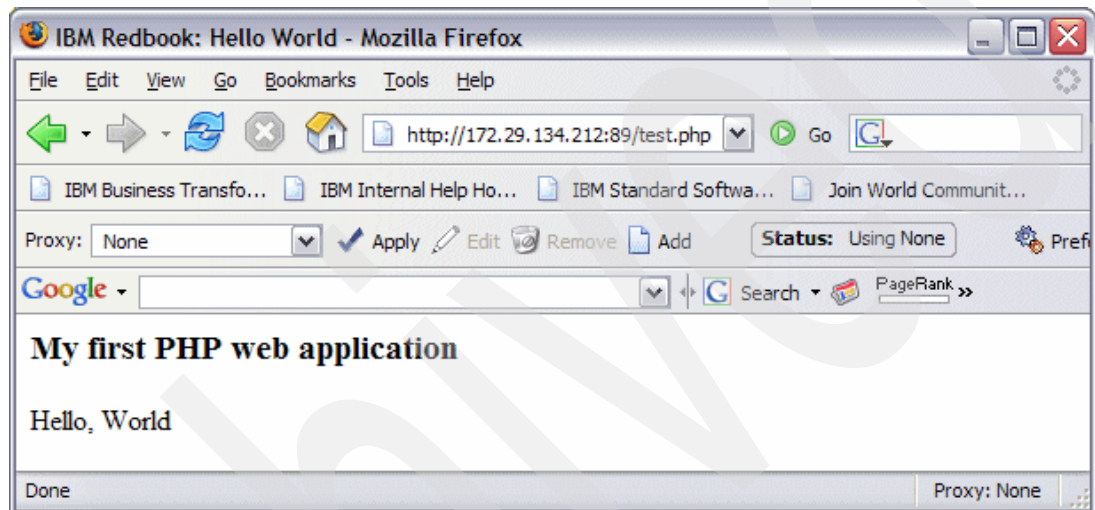 IBM Redbook: Hello World - Mozilla Firefox
File Edit View Go Bookmarks Tools Help
http://172.29.134.212:89/test.php Go G
IBM Business Transfo... IBM Internal Help Ho... IBM Standard Softwa... Join World Communit...
Proxy: None Apply Edit Remove Add Status: Using None Prefe
Google G Search PageRank »
My first PHP web application
Hello, World
Done Proxy: None